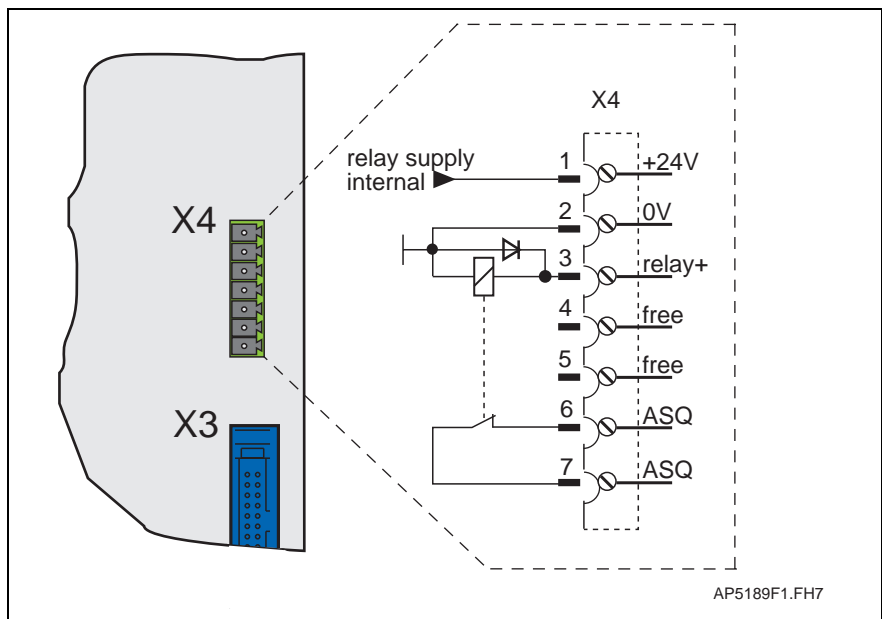 X4
X3
X4
relay supply
internal
1
+24V
2
0V
3
relay+
4
free
5
free
6
ASQ
7
ASQ
AP5189F1.FH7